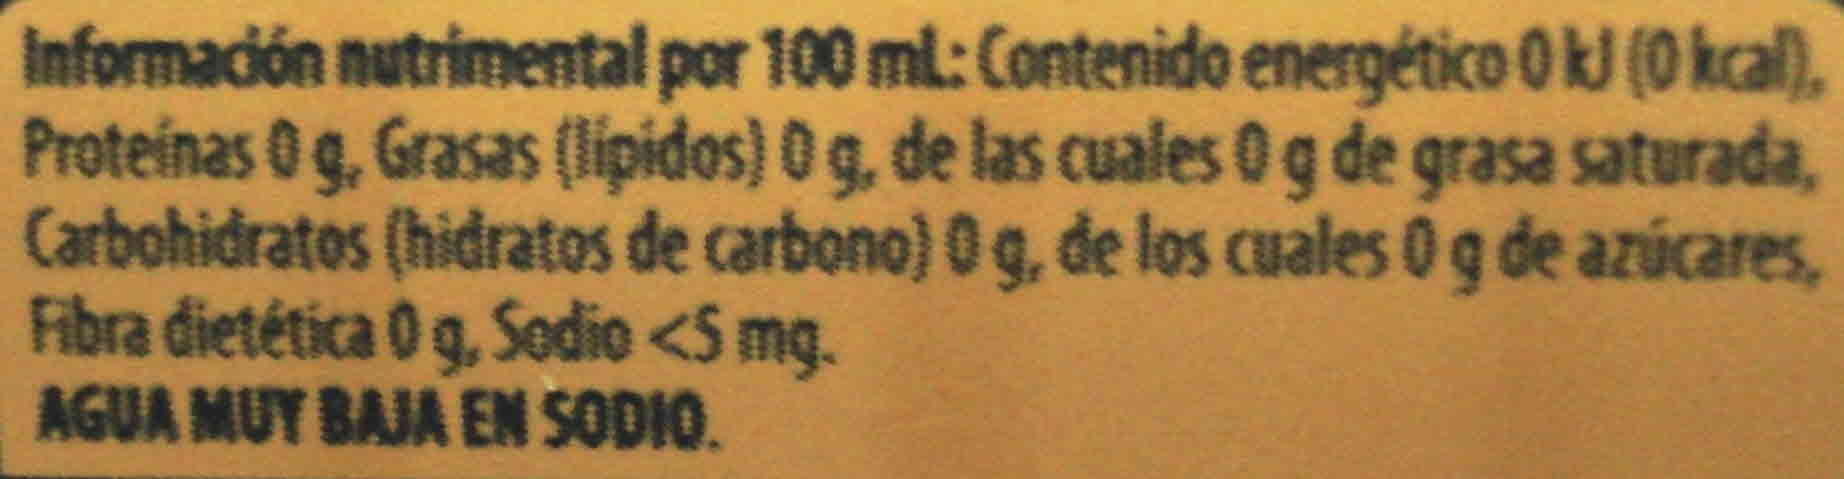 Información nutrimental por 100 mL: Contenido energético 0 kJ (0 kcal),
Proteínas 0 g, Grasas (lípidos) 0 g, de las cuales 0 g de grasa saturada,
Carbohidratos (hidratos de carbono) 0 g, de los cuales 0 g de azúcares,
Fibra dietética 0 g, Sodio <5 mg.
AGUA MUY BAJA EN SODIO.